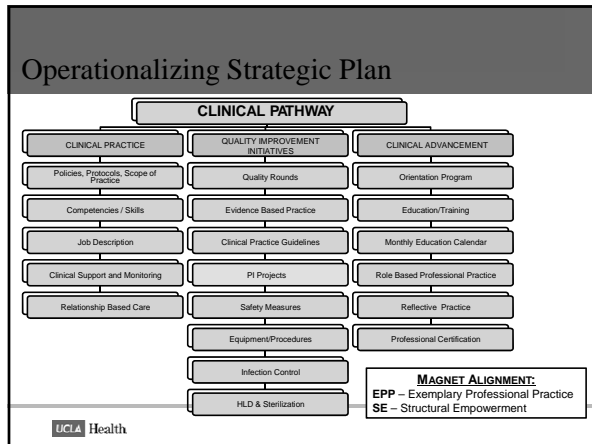 Operationalizing Strategic Plan
CLINICAL PATHWAY
CLINICAL PRACTICE
Policies, Protocols, Scope of
Practice
Competencies / Skills
Job Description
Clinical Support and Monitoring
Relationship Based Care
QUALITY IMPROVEMENT
INITIATIVES
Quality Rounds
Evidence Based Practice
Clinical Practice Guidelines
PI Projects
Safety Measures
Equipment/Procedures
Infection Control
HLD & Sterilization
CLINICAL ADVANCEMENT
Orientation Program
Education/Training
Monthly Education Calendar
Role Based Professional Practice
Reflective Practice
Professional Certification
MAGNET ALIGNMENT:
EPP – Exemplary Professional Practice
SE – Structural Empowerment
UCLA Health